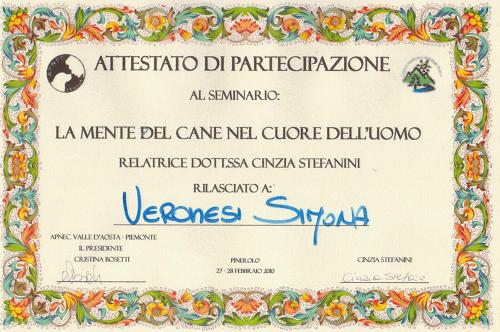 ATTESTATO DI PARTECIPAZIONE
AL SEMINARIO:
LA MENTE DEL CANE NEL CUORE DELL'UOMO
RELATRICE DOTT.SSA CINZIA STEFANINI
RILASCIATO A:
VERONESI SIMONA
APNEC VALLE D'AOSTA - PIEMONTE
IL PRESIDENTE
CRISTINA BOSETTI
PINEROLO
27 - 28 FEBBRAIO 2010
CINZIA STEFANINI